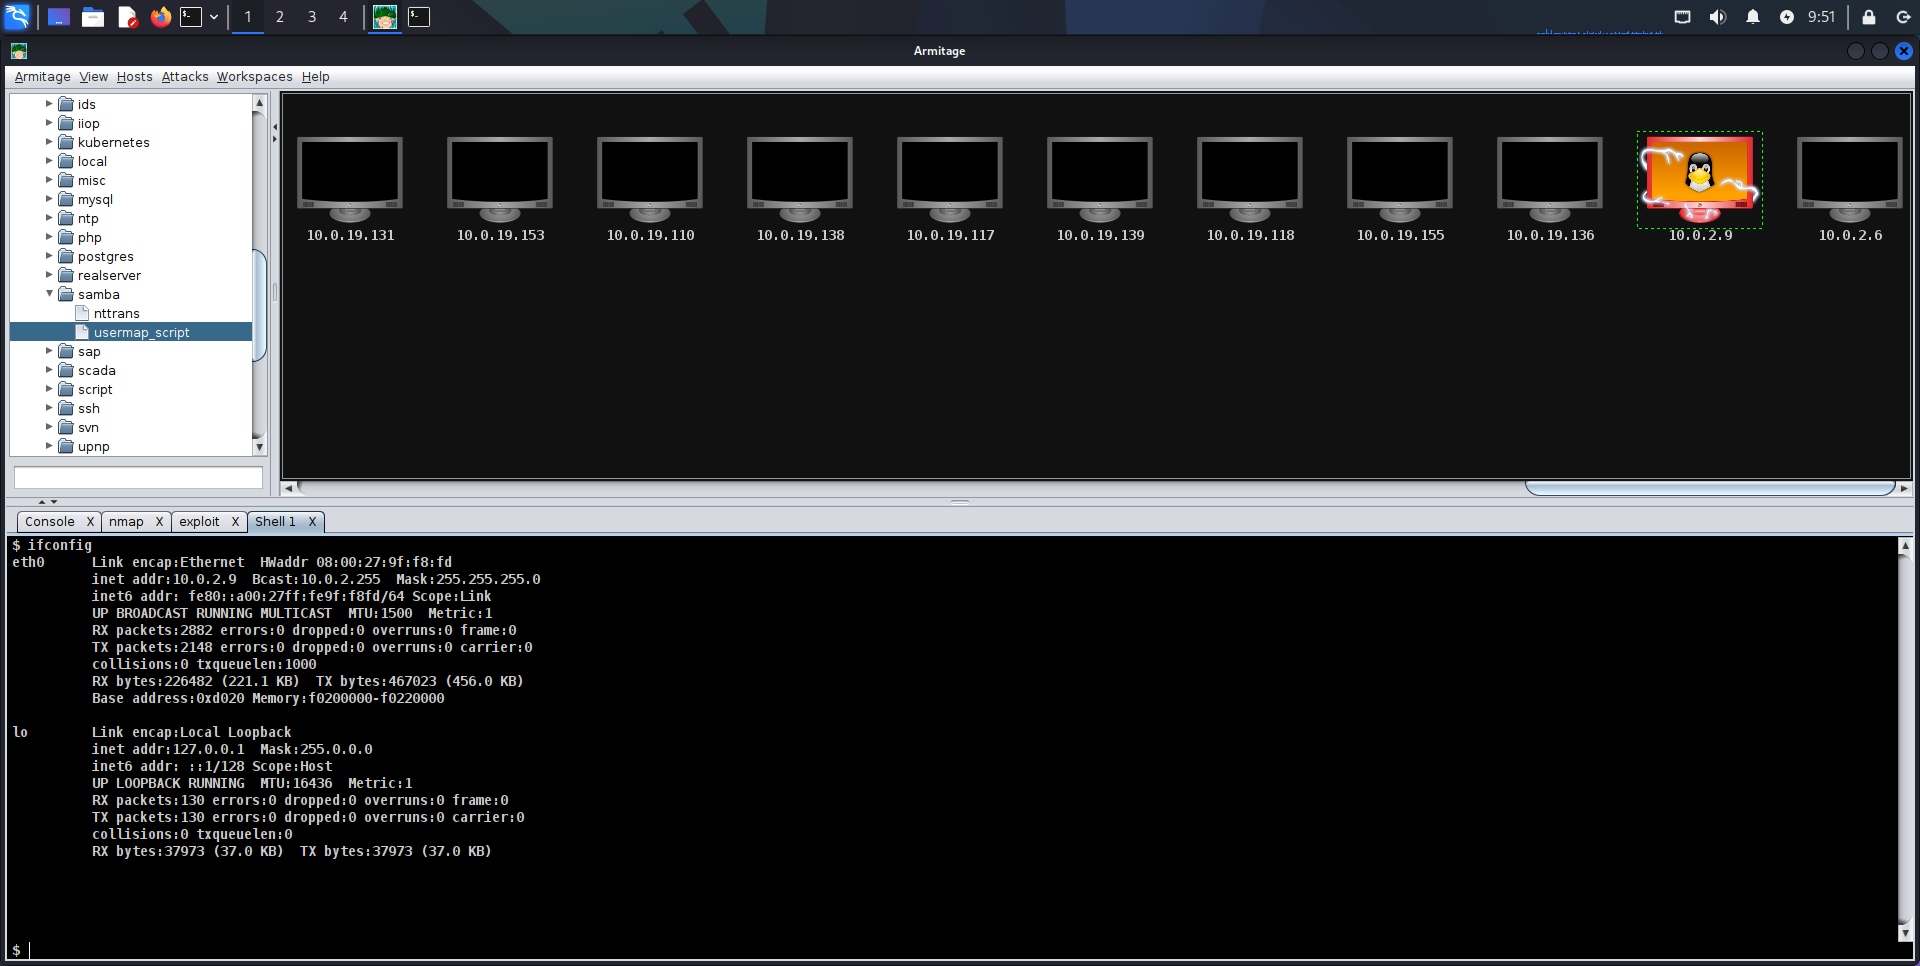 1 2 3 4 9:51
Armitage
Armitage View Hosts Attacks Workspaces Help
ids
iiop
kubernetes
local
misc
mysql
ntp
php
postgres
realserver
samba
nttrans
usermap_script
sap
scada
script
ssh
svn
upnp
10.0.19.131 10.0.19.153 10.0.19.110 10.0.19.138 10.0.19.117 10.0.19.139 10.0.19.118 10.0.19.155 10.0.19.136 10.0.2.9 10.0.2.6
Console X nmap X exploit X Shell 1 X
$ ifconfig
eth0 Link encap:Ethernet HWaddr 08:00:27:9f:f8:fd
inet addr:10.0.2.9 Bcast:10.0.2.255 Mask:255.255.255.0
inet6 addr: fe80::a00:27ff:fe9f:f8fd/64 Scope:Link
UP BROADCAST RUNNING MULTICAST MTU:1500 Metric:1
RX packets:2882 errors:0 dropped:0 overruns:0 frame:0
TX packets:2148 errors:0 dropped:0 overruns:0 carrier:0
collisions:0 txqueuelen:1000
RX bytes:226482 (221.1 KB) TX bytes:467023 (456.0 KB)
Base address:0xd020 Memory:f0200000-f0220000
lo Link encap:Local Loopback
inet addr:127.0.0.1 Mask:255.0.0.0
inet6 addr: ::1/128 Scope:Host
UP LOOPBACK RUNNING MTU:16436 Metric:1
RX packets:130 errors:0 dropped:0 overruns:0 frame:0
TX packets:130 errors:0 dropped:0 overruns:0 carrier:0
collisions:0 txqueuelen:0
RX bytes:37973 (37.0 KB) TX bytes:37973 (37.0 KB)
$